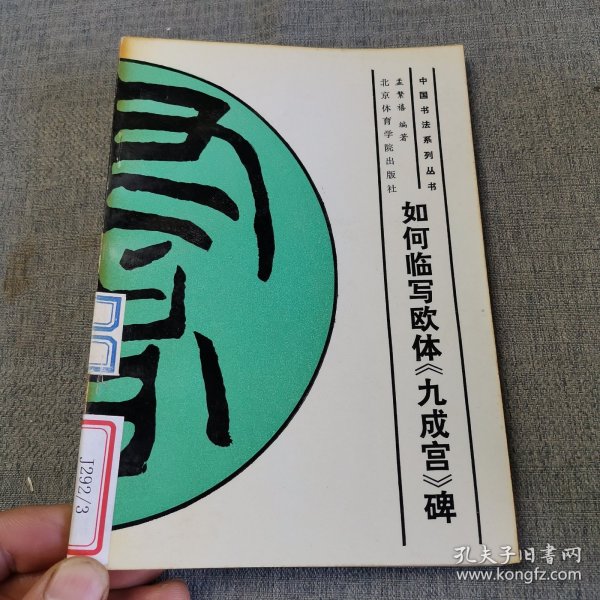 中国书法系列丛书
孟繁禧 编著
北京体育学院出版社
如何临写欧体《九成宫》碑
J292/3
孔夫子旧书网
www.kongfz.com